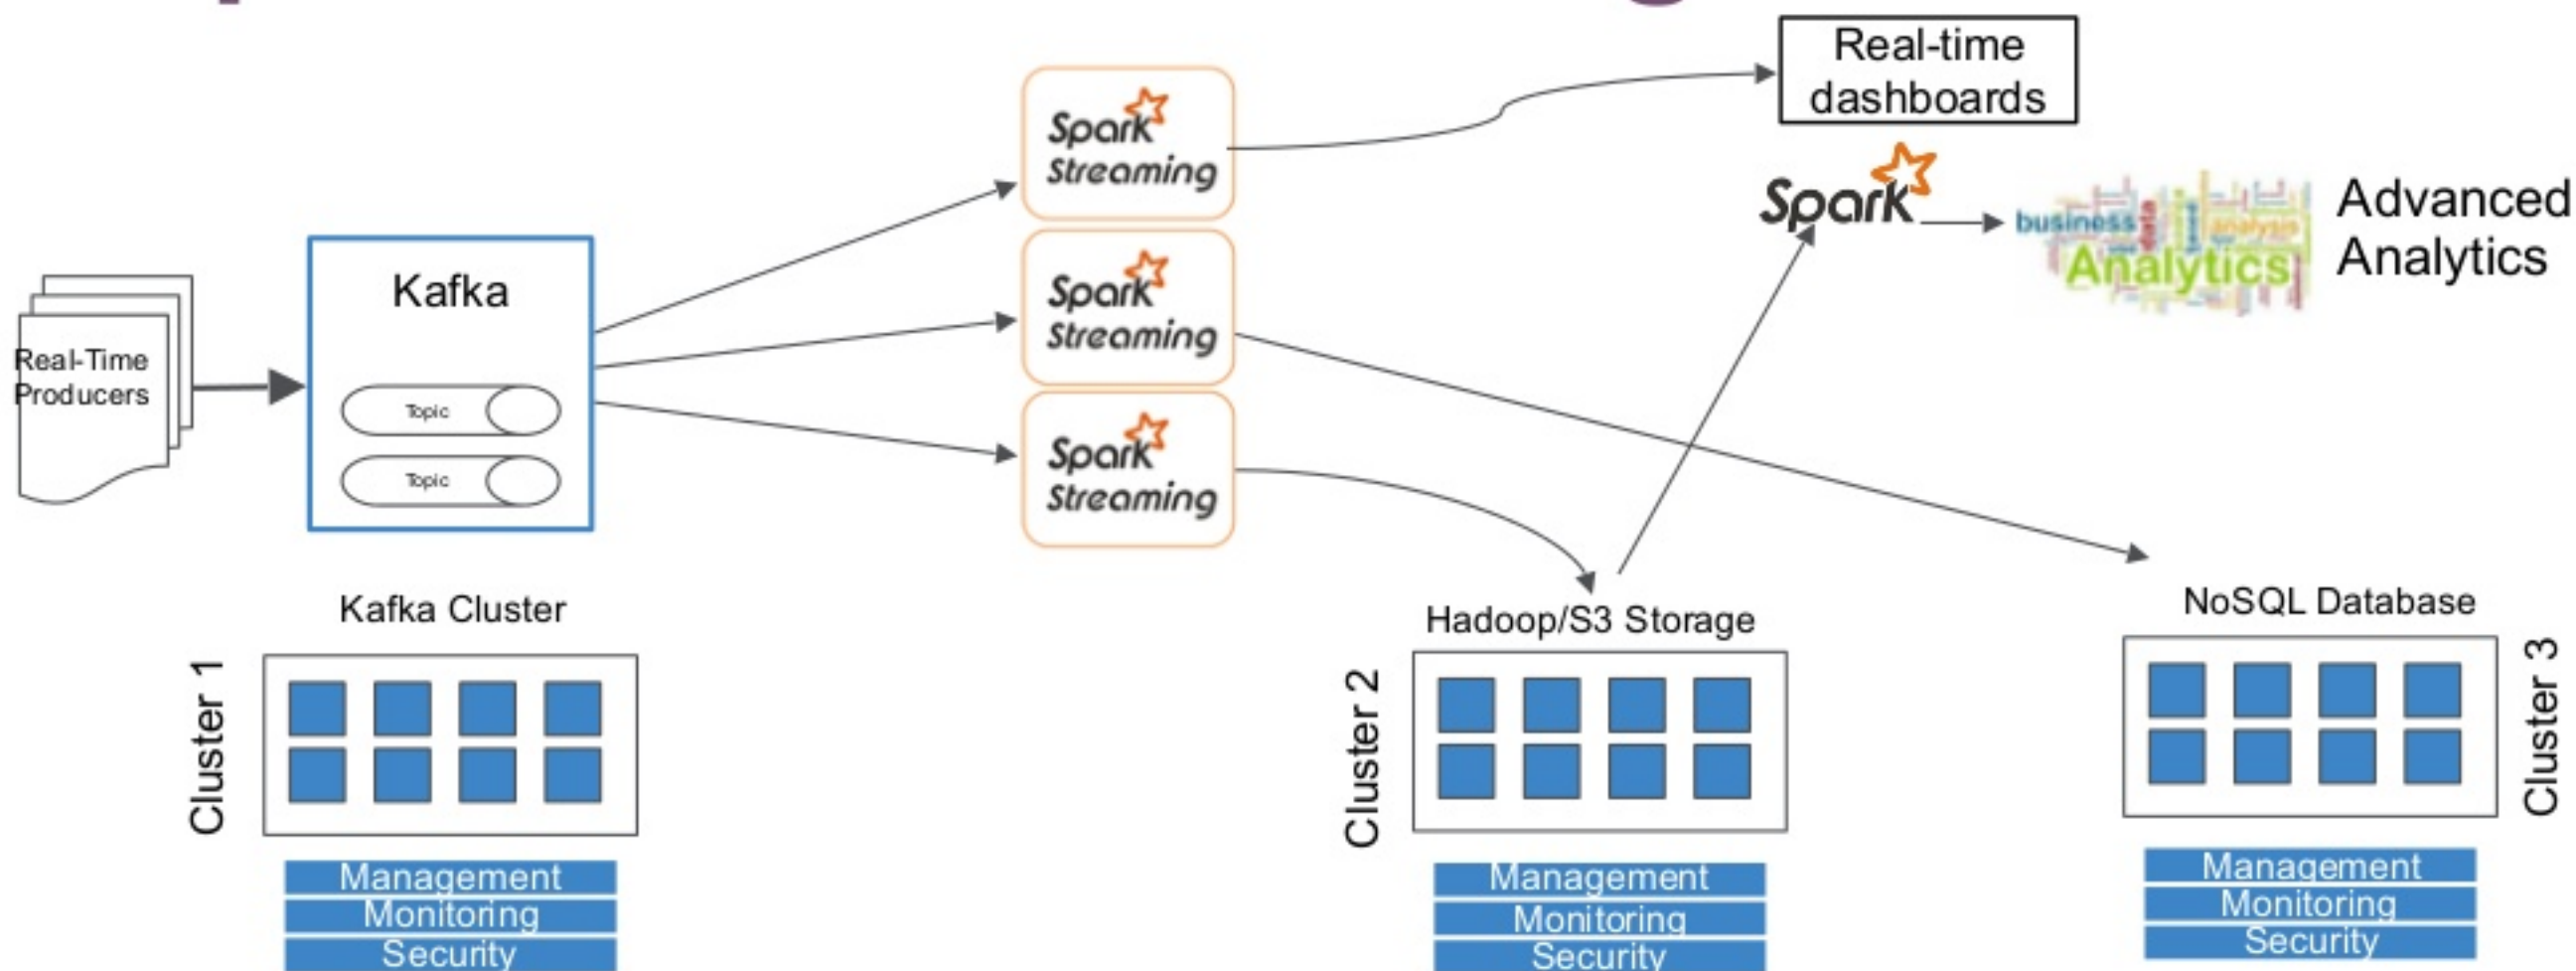 Real-time
dashboards
Spark
Streaming
Spark
business
data
analysis
Analytics
Advanced
Analytics
Kafka
Real-Time
Producers
Topic
Topic
Spark
Streaming
Spark
Streaming
Kafka Cluster
Cluster 1
Management
Monitoring
Security
Hadoop/S3 Storage
Cluster 2
Management
Monitoring
Security
NoSQL Database
Cluster 3
Management
Monitoring
Security